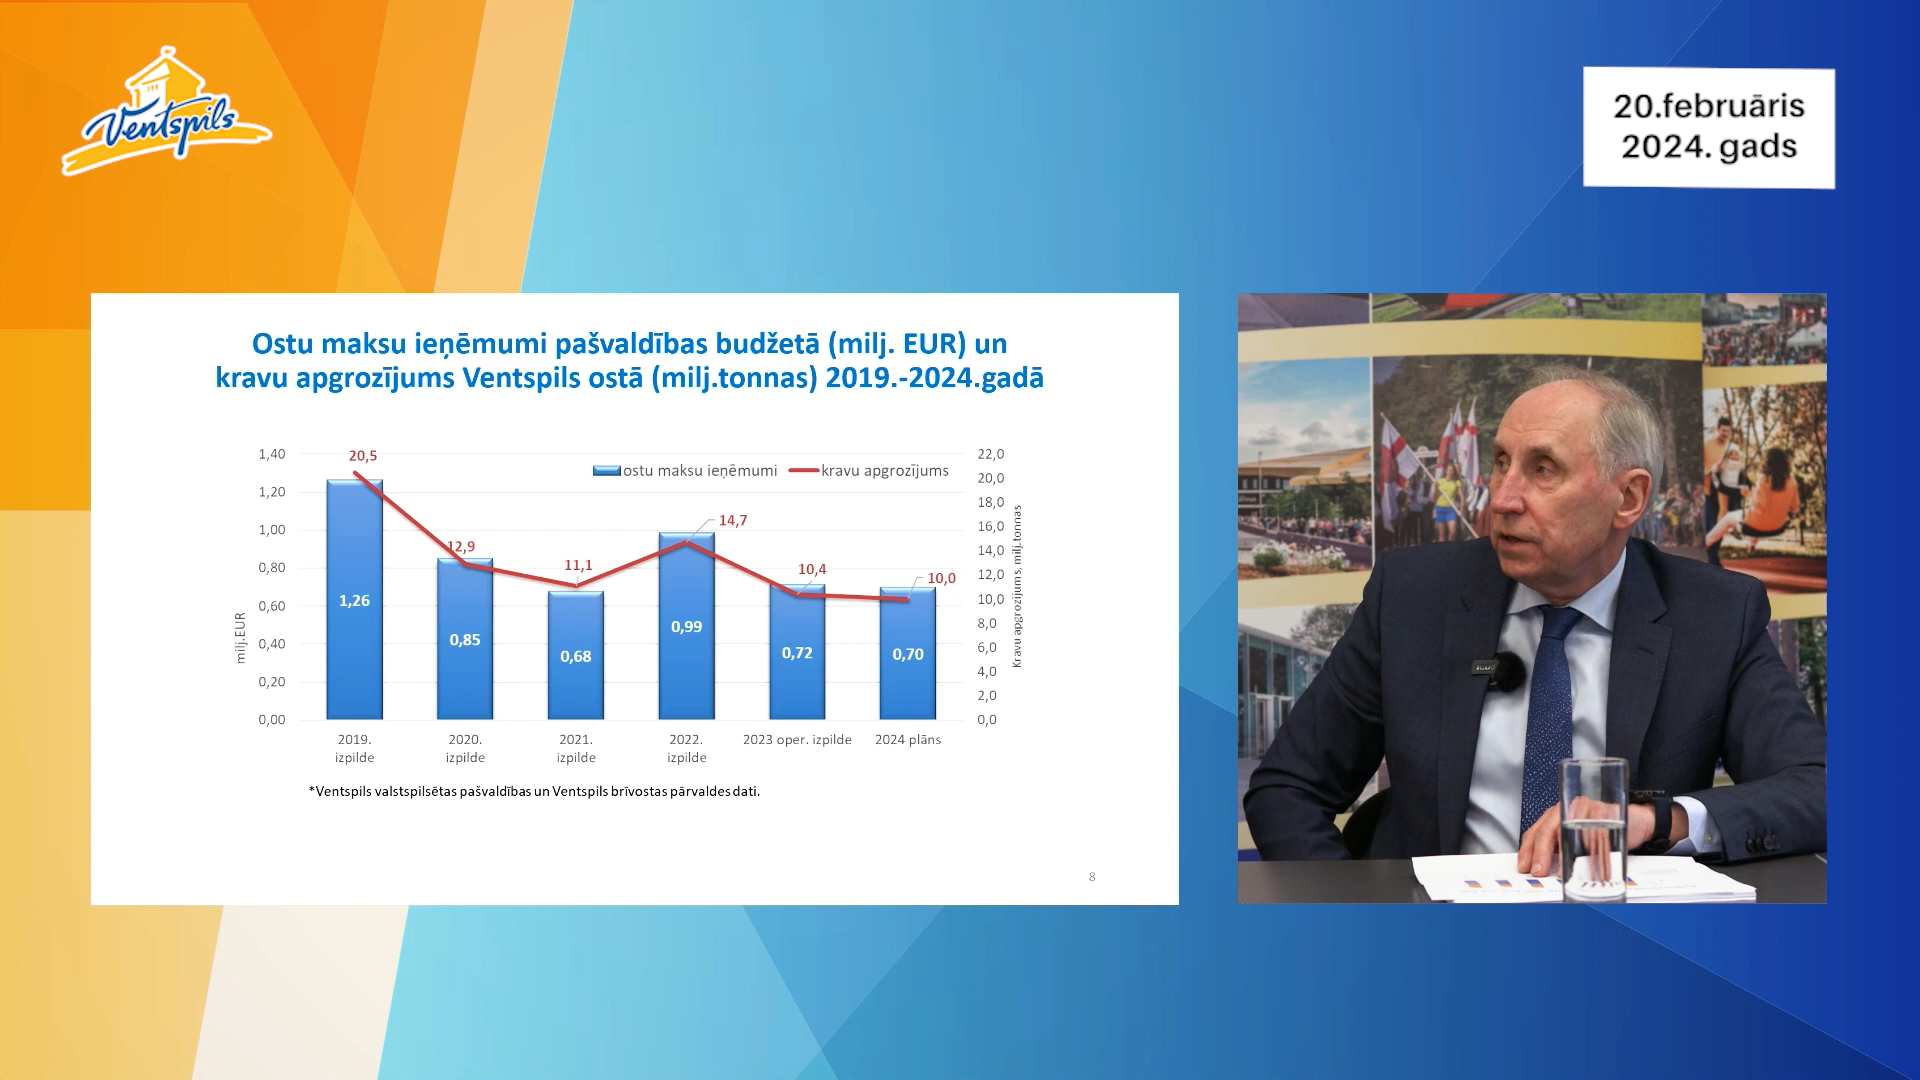 Ventspils
20.februāris
2024. gads
Ostu maksu ieņēmumi pašvaldības budžetā (milj. EUR) un
kravu apgrozījums Ventspils ostā (milj.tonnas) 2019.-2024.gadā
ostu maksu ieņēmumi
kravu apgrozījums
milj.EUR
1,40
1,20
1,00
0,80
0,60
0,40
0,20
0,00
20,5
12,9
11,1
14,7
10,4
10,0
1,26
0,85
0,68
0,99
0,72
0,70
22,0
20,0
18,0
16,0
14,0
12,0
10,0
8,0
6,0
4,0
2,0
0,0
Kravu apgrozījums, milj.tonnas
2019.
izpilde
2020.
izpilde
2021.
izpilde
2022.
izpilde
2023 oper. izpilde
2024 plāns
*Ventspils valstspilsētas pašvaldības un Ventspils brīvostas pārvaldes dati.
8